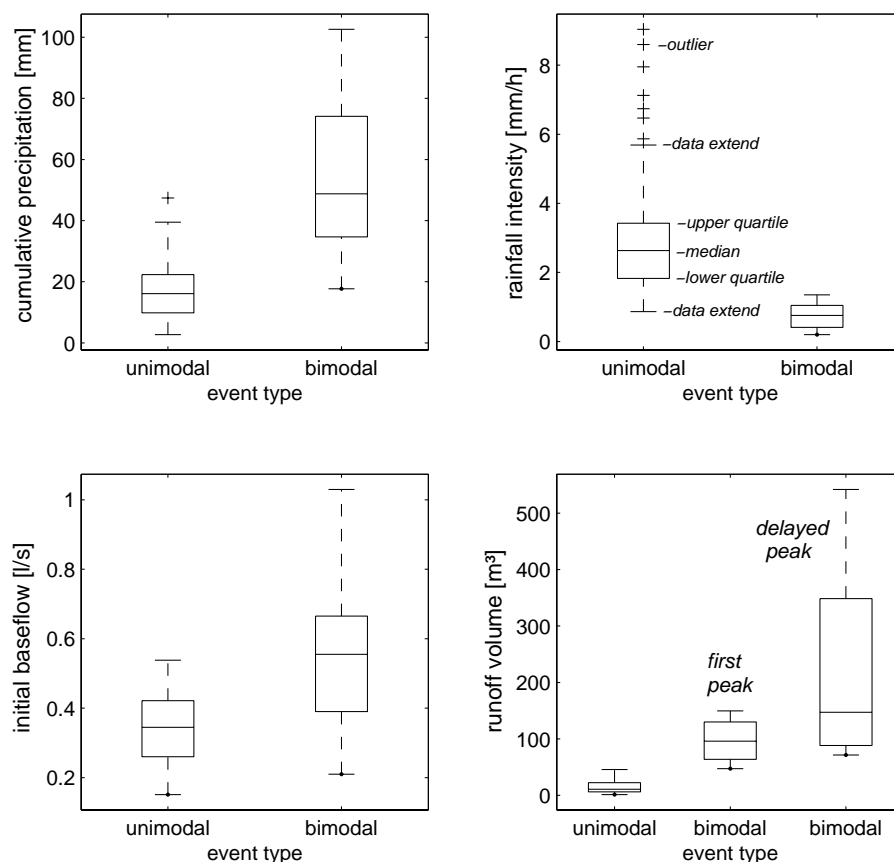 cumulative precipitation [mm]
100
80
60
40
20
0
unimodal bimodal
event type
rainfall intensity [mm/h]
8
6
4
2
0
–outlier
–data extend
–upper quartile
–median
–lower quartile
–data extend
unimodal bimodal
event type
initial baseflow [l/s]
1
0.8
0.6
0.4
0.2
unimodal bimodal
event type
runoff volume [m³]
500
400
300
200
100
0
delayed
peak
first
peak
unimodal bimodal bimodal
event type